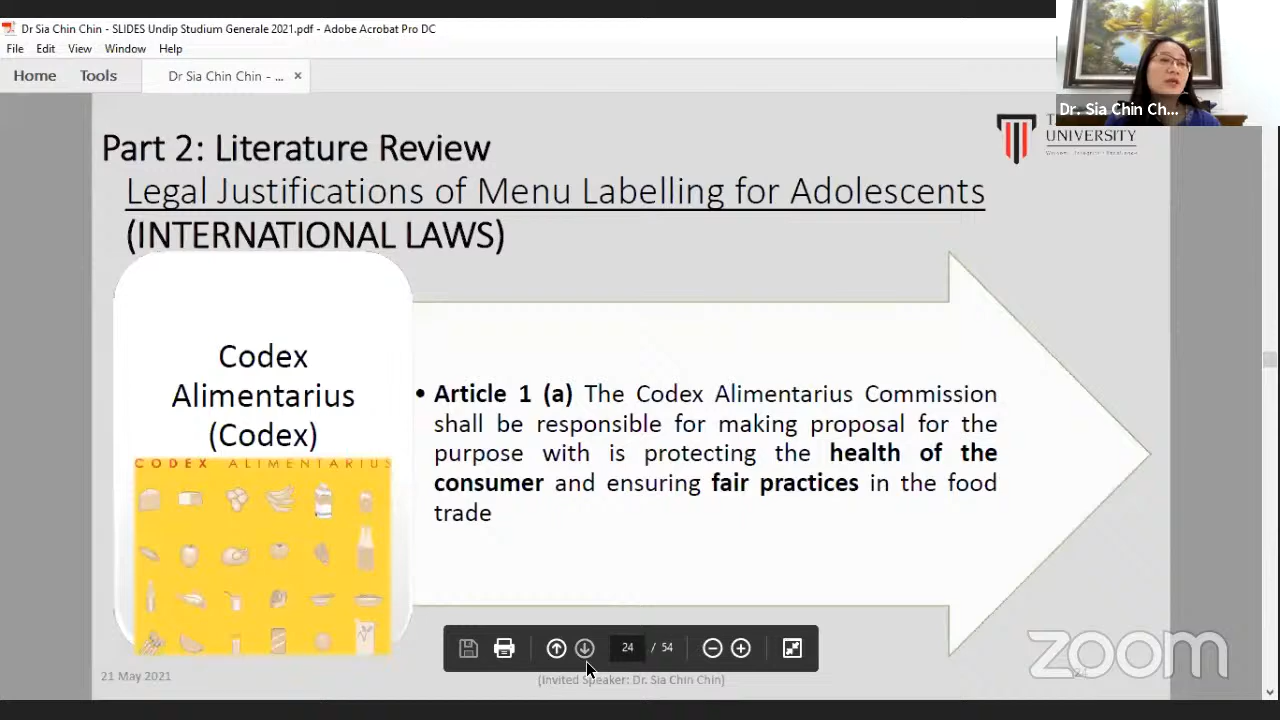 Dr Sia Chin Chin - SLIDES Undip Studium Generale 2021.pdf - Adobe Acrobat Pro DC
File Edit View Window Help
Home Tools Dr Sia Chin Chin - ... ×
Dr. Sia Chin Ch...
UNIVERSITY
Part 2: Literature Review
Legal Justifications of Menu Labelling for Adolescents
(INTERNATIONAL LAWS)
Codex
Alimentarius
(Codex)
CODEX ALIMENTARIUS
• Article 1 (a) The Codex Alimentarius Commission
shall be responsible for making proposal for the
purpose with is protecting the health of the
consumer and ensuring fair practices in the food
trade
24 / 54
zoom
21 May 2021
(Invited Speaker: Dr. Sia Chin Chin)